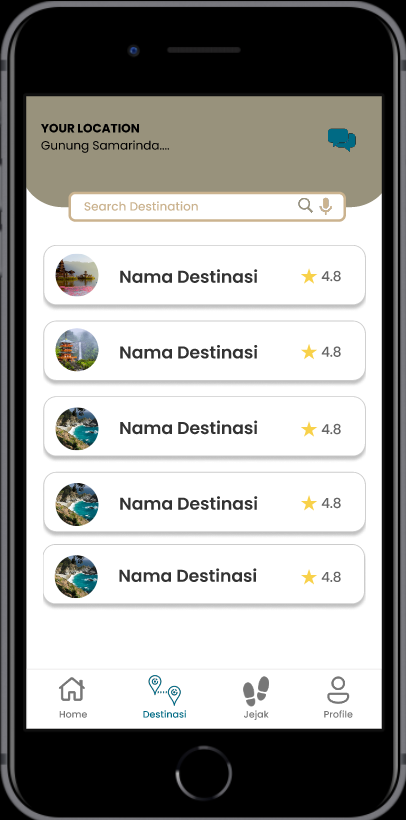 YOUR LOCATION
Gunung Samarinda....
Search Destination
Nama Destinasi 4.8
Nama Destinasi 4.8
Nama Destinasi 4.8
Nama Destinasi 4.8
Nama Destinasi 4.8
Home Destinasi Jejak Profile